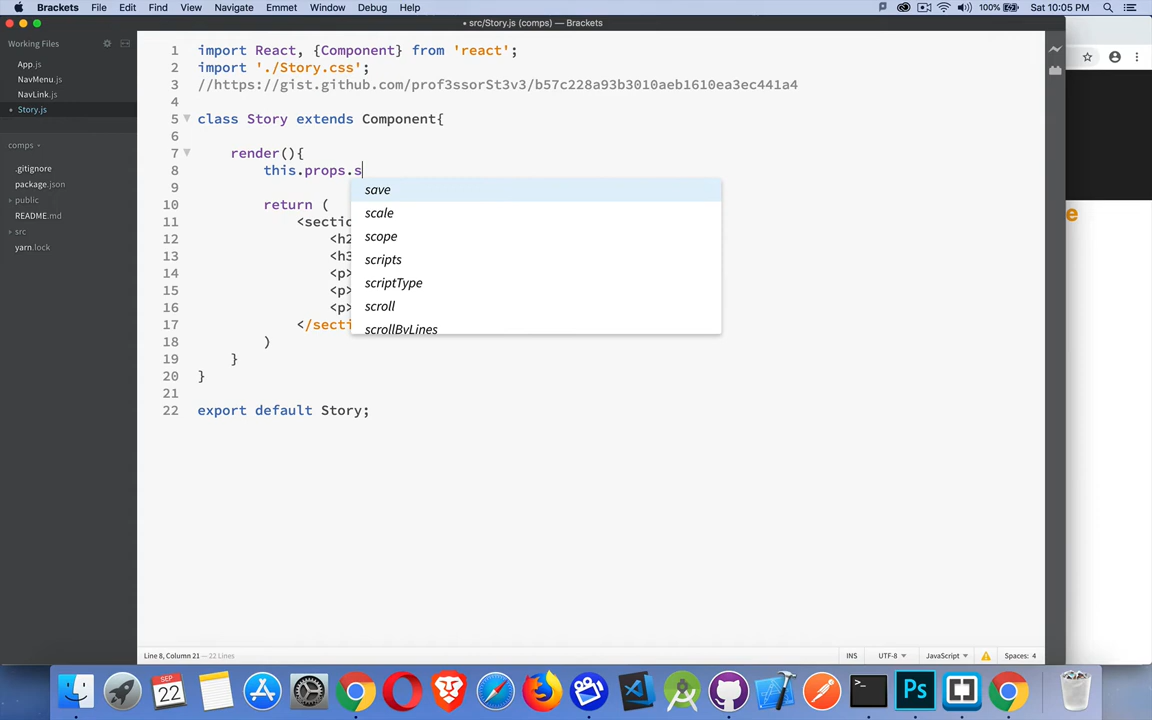 Brackets File Edit Find View Navigate Emmet Window Debug Help 100% Sat 10:05 PM
• src/Story.js (comps) — Brackets
Working Files
App.js
NavMenu.js
NavLink.js
• Story.js
comps
.gitignore
package.json
public
README.md
src
yarn.lock
1 import React, {Component} from 'react';
2 import './Story.css';
3 //https://gist.github.com/prof3ssorSt3v3/b57c228a93b3010aeb1610ea3ec441a4
4
5 class Story extends Component{
6
7 render(){
8 this.props.s
9
10 return (
11 <sectio
12 <h2
13 <h3
14 <p>
15 <p>
16 <p>
17 </secti
18 )
19 }
20 }
21
22 export default Story;
save
scale
scope
scripts
scriptType
scroll
scrollByLines
e
Line 8, Column 21 — 22 Lines
INS UTF-8 JavaScript Spaces: 4
SEP
22
>_
Ps